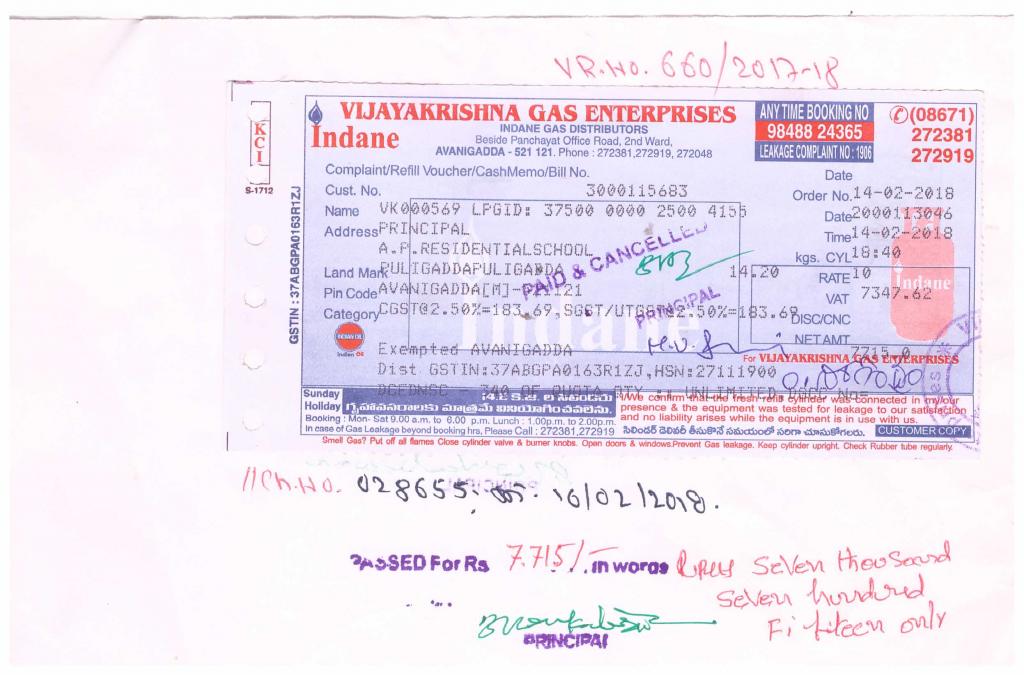 VR.NO. 660/2017-18
VIJAYAKRISHNA GAS ENTERPRISES
Indane
INDANE GAS DISTRIBUTORS
Beside Panchayat Office Road, 2nd Ward,
AVANIGADDA - 521 121. Phone : 272381,272919, 272048
ANY TIME BOOKING NO
98488 24365
LEAKAGE COMPLAINT NO : 1906
(08671)
272381
272919
KCI
S-1712
GSTIN : 37ABGPA0163R1ZJ
Complaint/Refill Voucher/CashMemo/Bill No.
Date
Cust. No. 3000115683
Order No. 14-02-2018
Name VK000569 LPGID: 37500 0000 2500 4155
Date 2000113046
Address PRINCIPAL
Time 14-02-2018
A.P.RESIDENTIALSCHOOL
kgs. CYL 18:40
Land Mark PULIGADDAPULIGADDA 14.20
RATE 10
Pin Code AVANIGADDA[M]-521121
VAT 7347.62
Category CGST@2.50%=183.69,SGST/UTGST@2.50%=183.69
DISC/CNC
NET AMT 7715.0
PAID & CANCELLED
PRINCIPAL
Indane
Indane
INDIAN OIL
Indian Oil
Exempted AVANIGADDA
For VIJAYAKRISHNA GAS ENTERPRISES
Dist GSTIN:37ABGPA0163R1ZJ,HSN:27111900
Sunday
Holiday
We confirm that the fresh refill cylinder was connected in my/our
presence & the equipment was tested for leakage to our satisfaction
and no liability arises while the equipment is in use with us.
Booking : Mon- Sat 9.00 a.m. to 6.00 p.m. Lunch : 1.00p.m. to 2.00p.m.
In case of Gas Leakage beyond booking hrs, Please Call : 272381,272919
CUSTOMER COPY
Smell Gas? Put off all flames Close cylinder valve & burner knobs. Open doors & windows.Prevent Gas leakage. Keep cylinder upright. Check Rubber tube regularly.
Ch.No. 028655 16/02/2018.
PASSED For Rs 7.715/- in words Rupees Seven thousand
Seven hundred
Fifteen only
PRINCIPAL